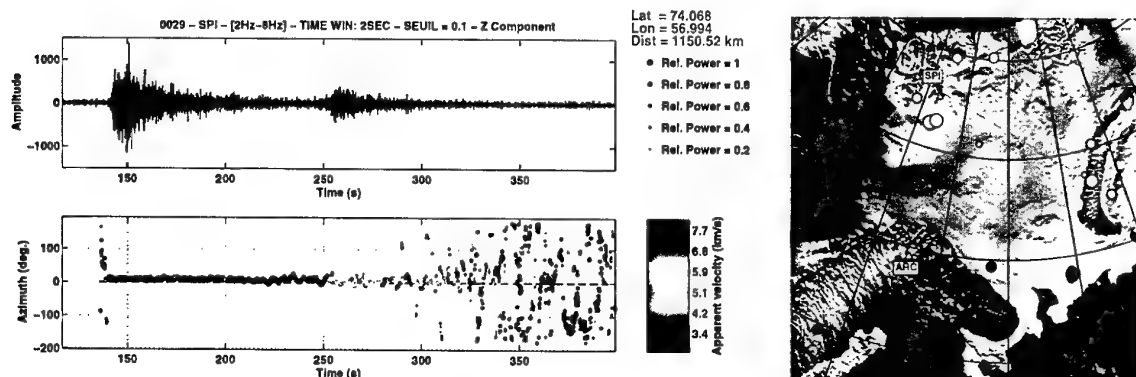 0029 - SPI - [2Hz-8Hz] - TIME WIN: 2SEC - SEUIL = 0.1 - Z Component
Lat = 74.068
Lon = 56.994
Dist = 1150.52 km
Rel. Power = 1
Rel. Power = 0.8
Rel. Power = 0.6
Rel. Power = 0.4
Rel. Power = 0.2
Amplitude
1000
0
-1000
150 200 250 300 350
Time (s)
Azimuth (deg.)
100
0
-100
-200
150 200 250 300 350
Time (s)
7.7
6.8
5.9
5.1
4.2
3.4
Apparent velocity (km/s)
SPI
ARC